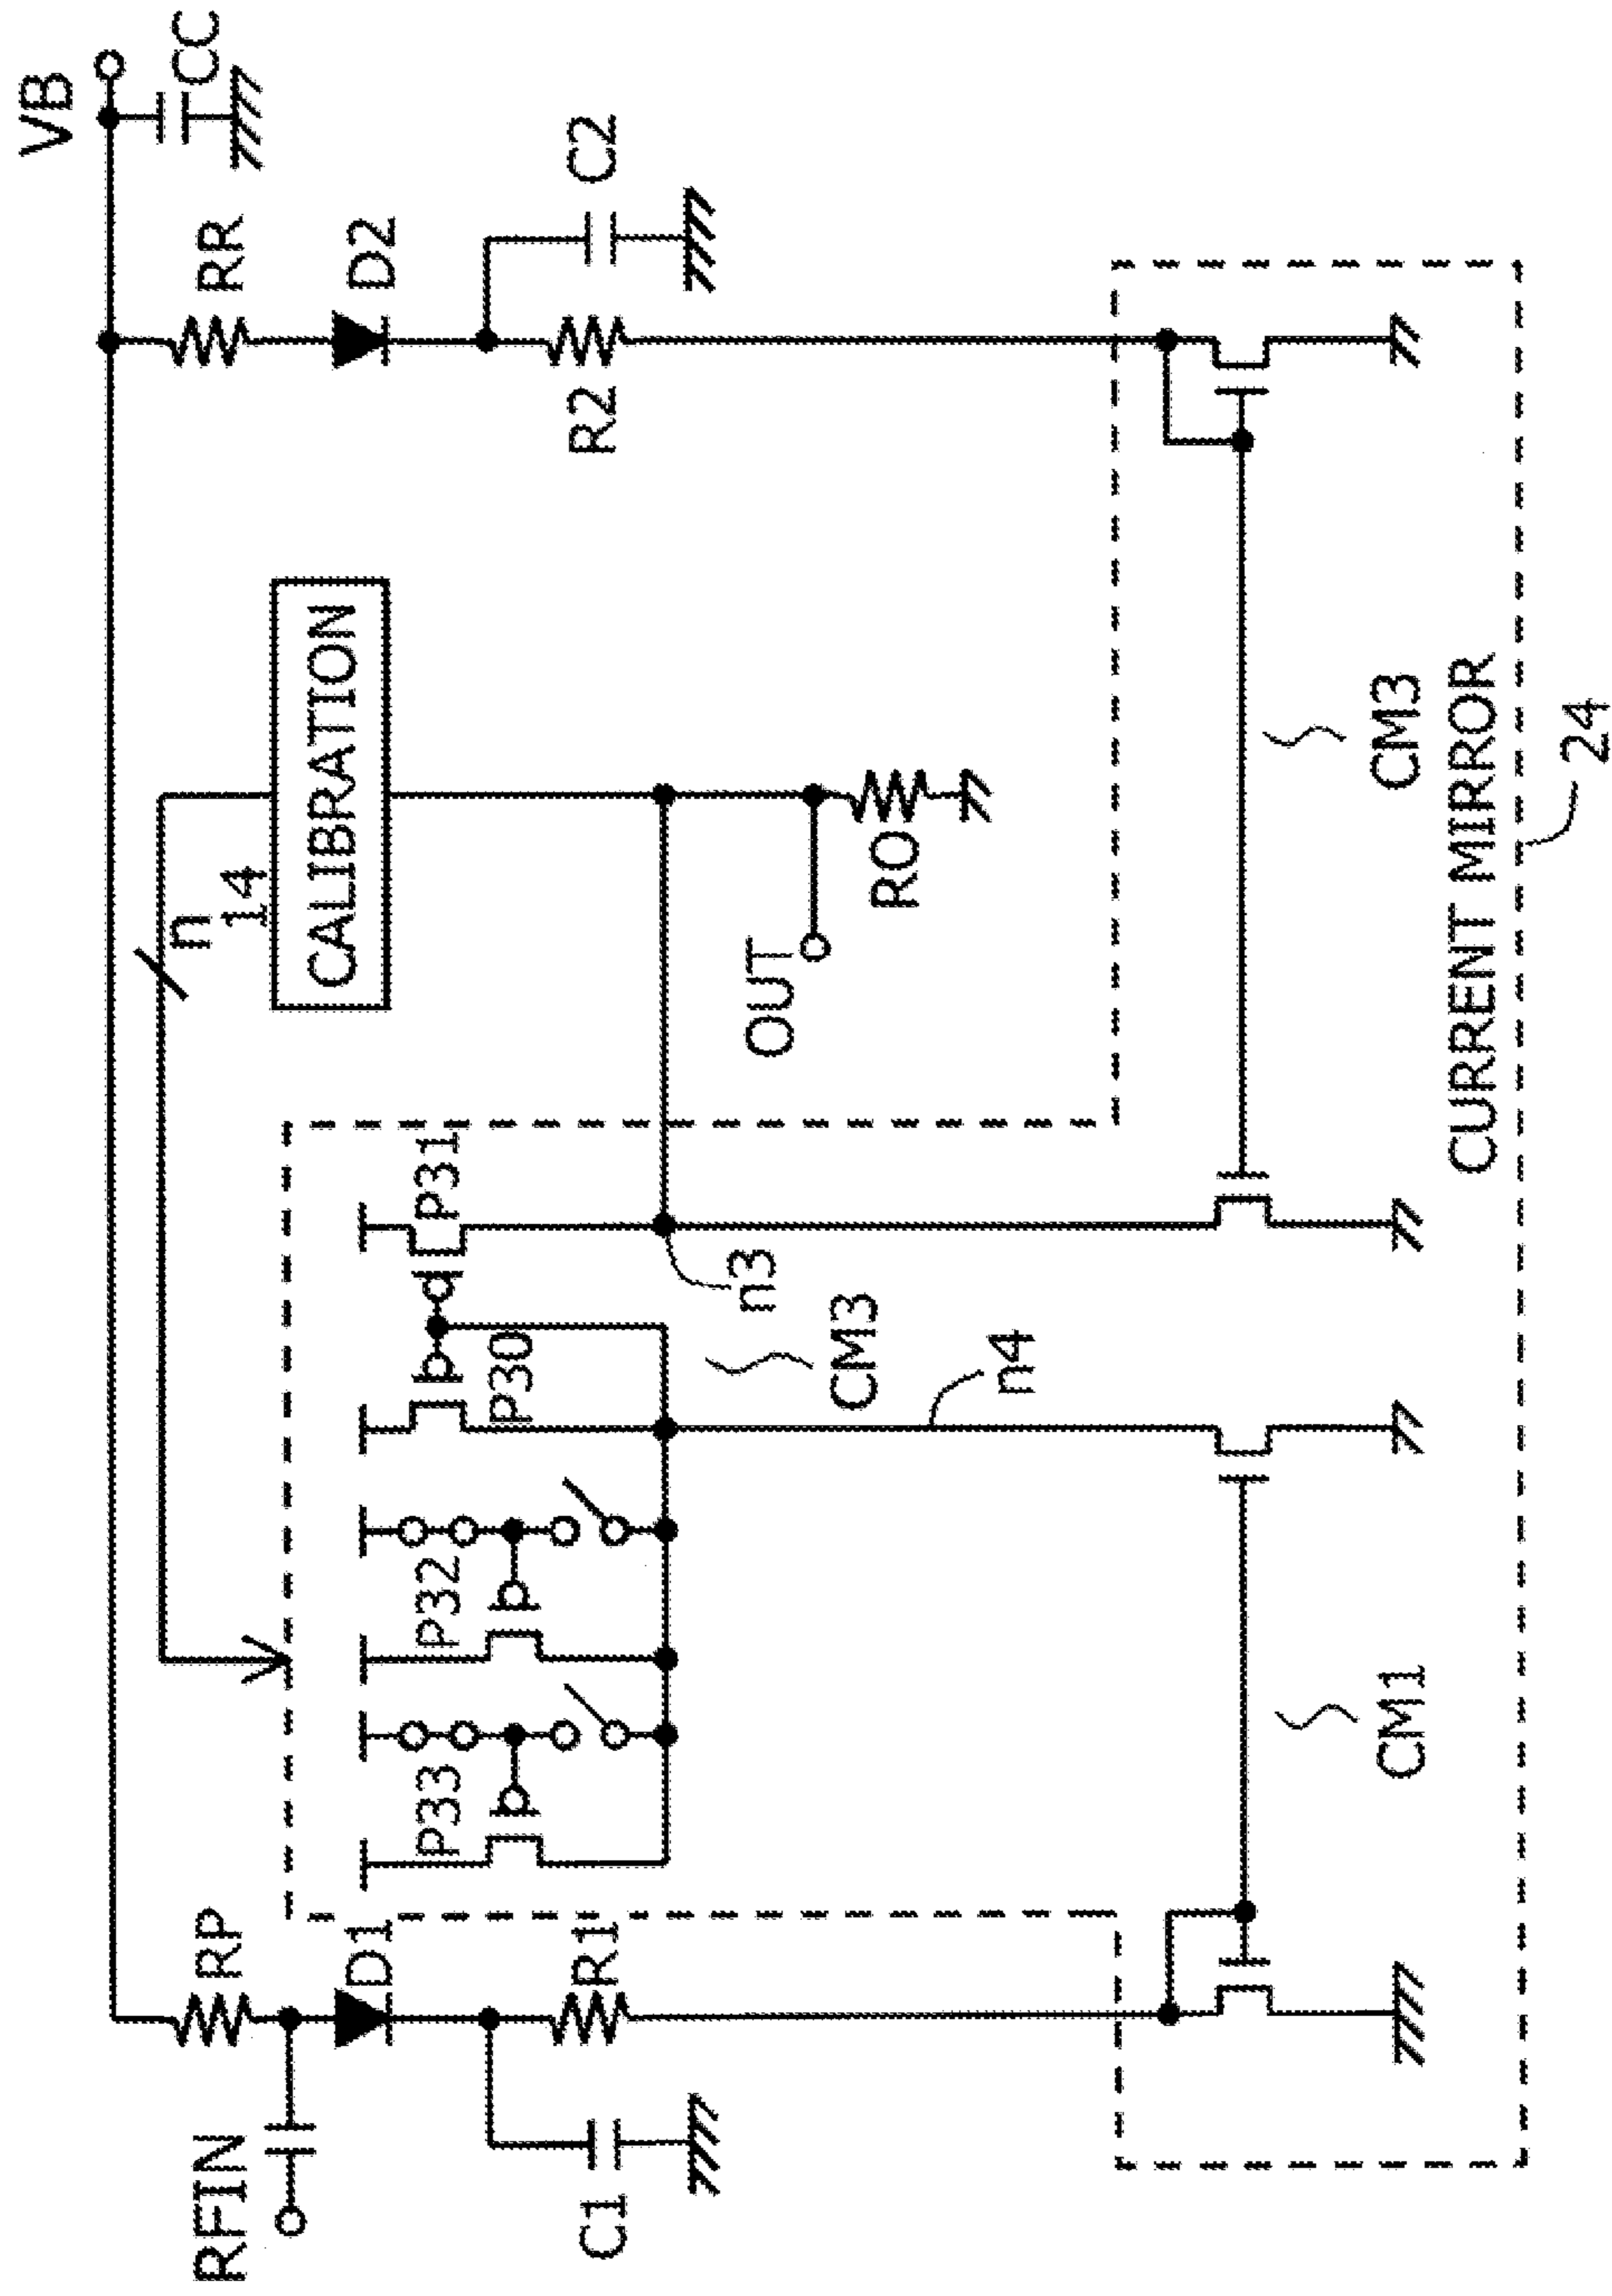 VB
CC
RR
D2
C2
R2
n
14
CALIBRATION
OUT
RO
P31
P30
n3
CM3
n4
P32
P33
RP
RFIN
D1
R1
C1
CM1
CM3
CURRENT MIRROR
24